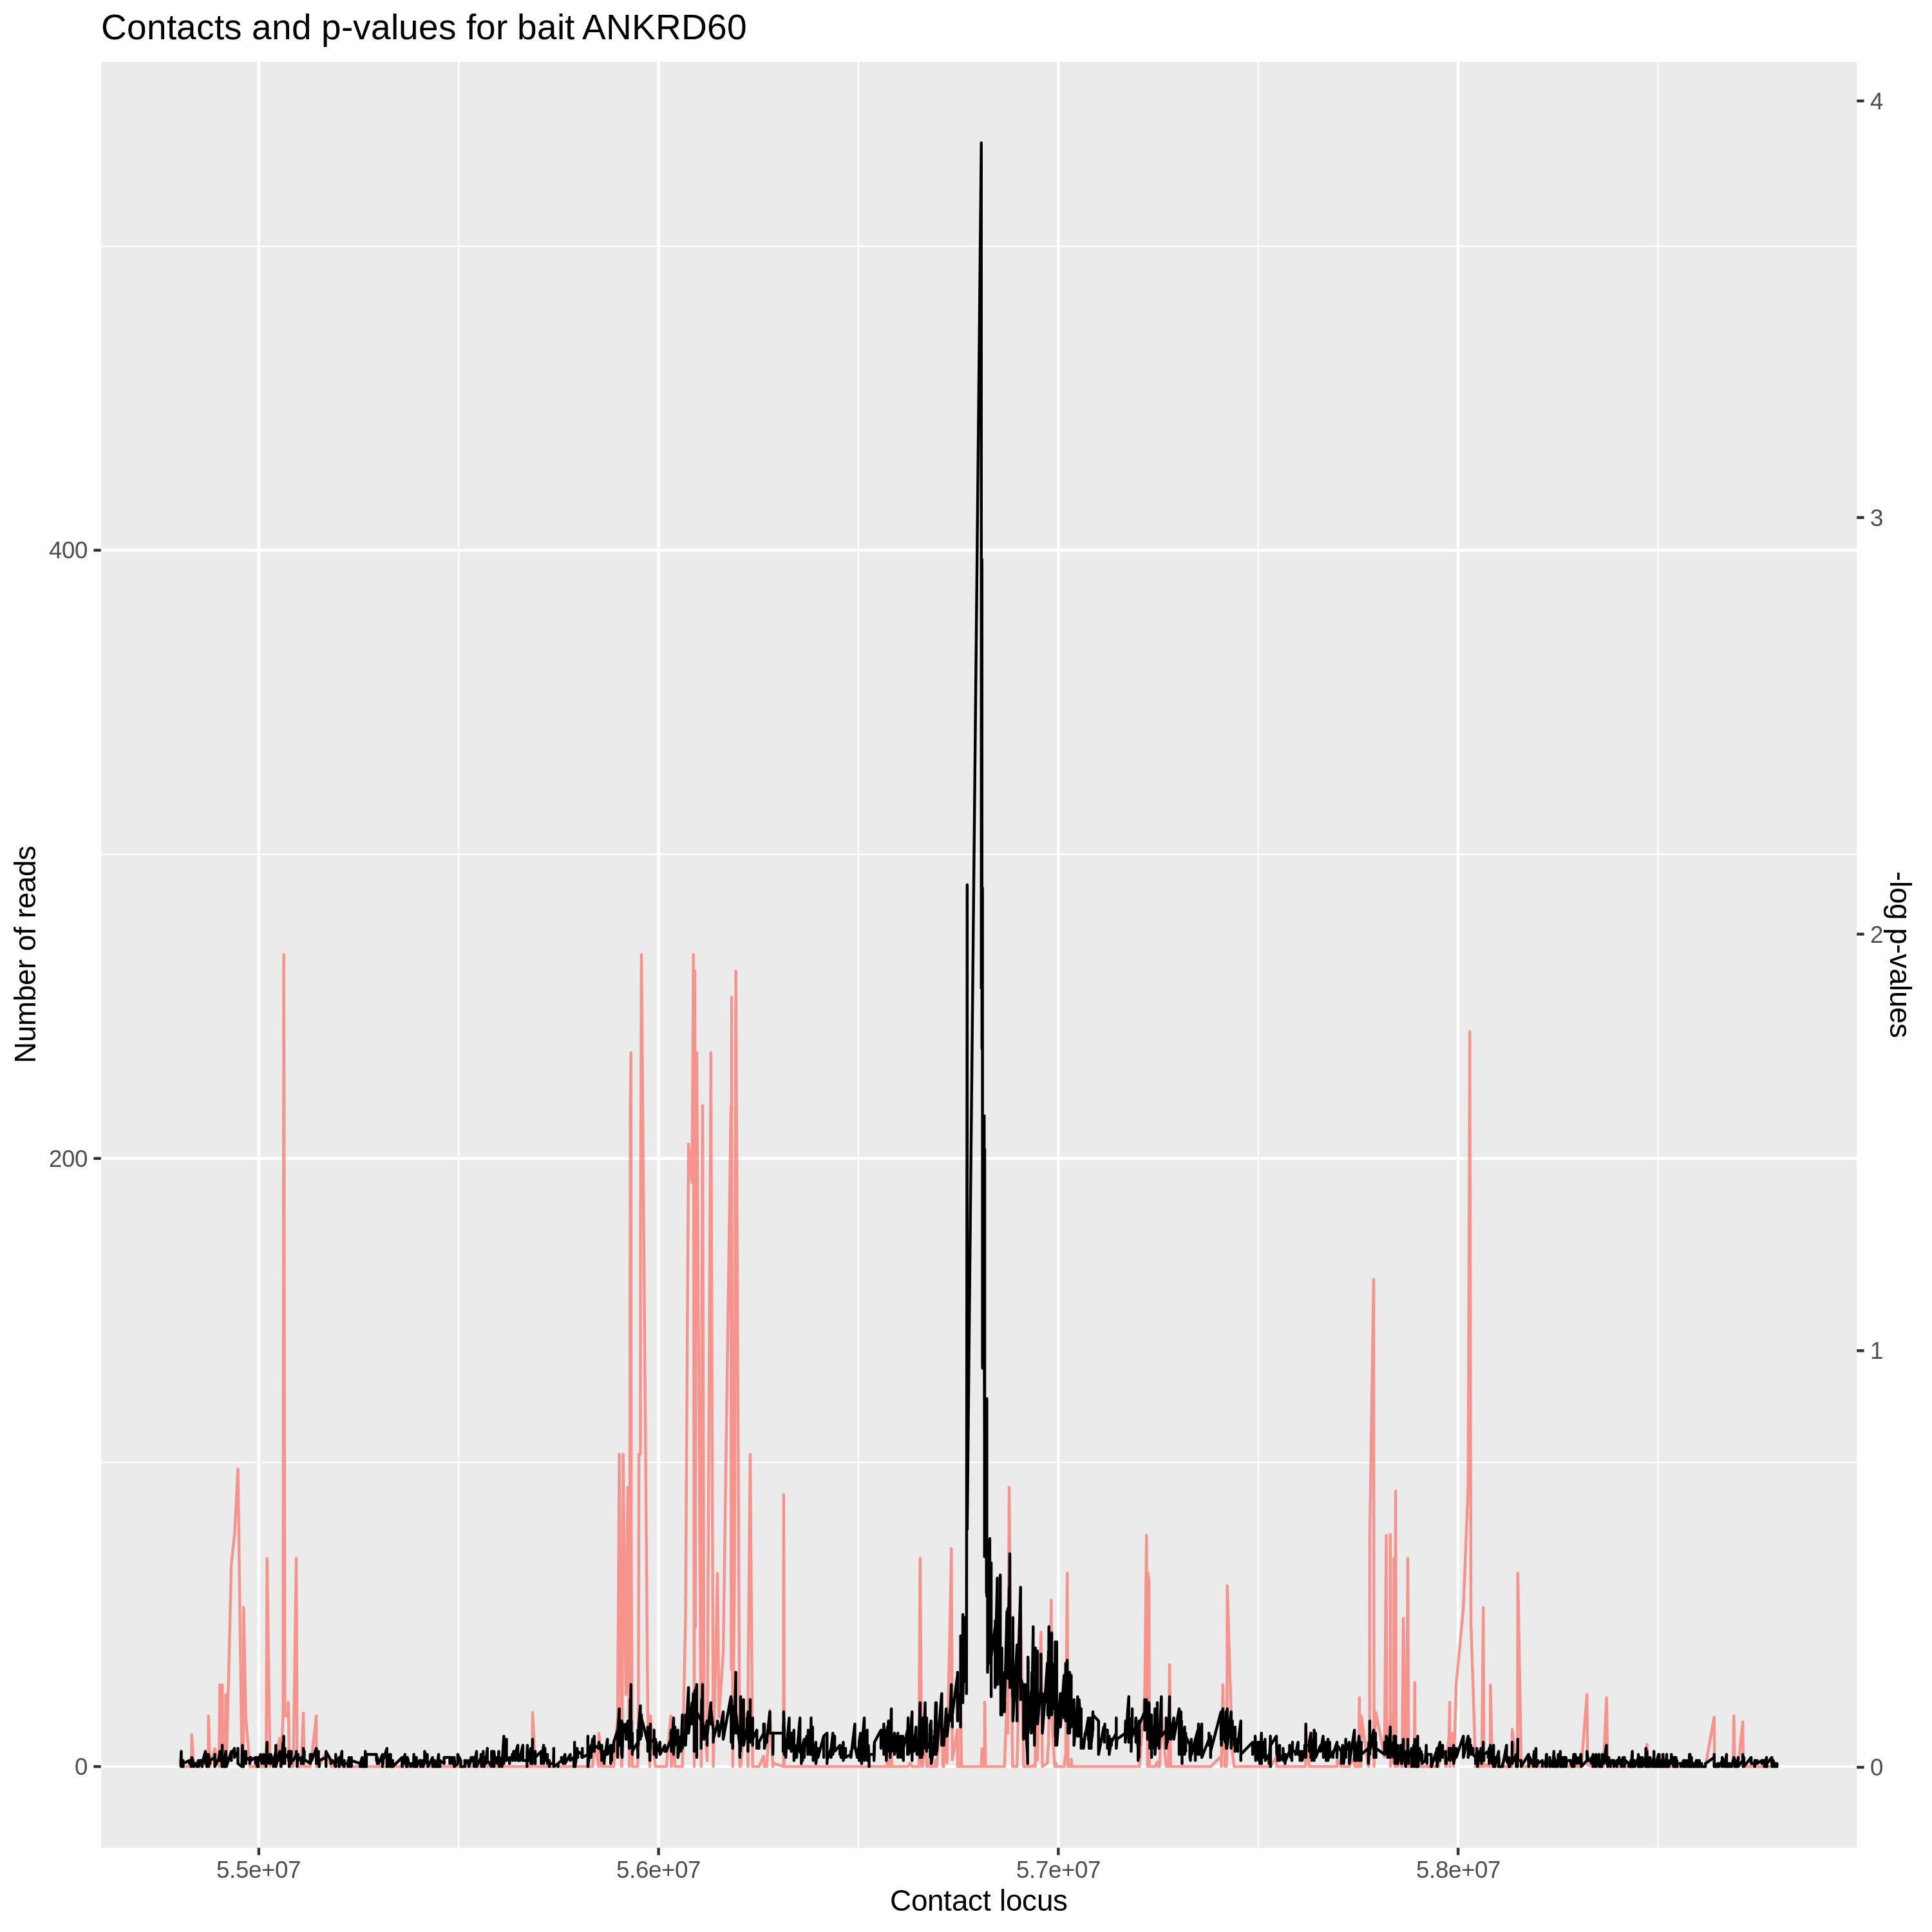 Contacts and p-values for bait ANKRD60
4
3
400
2
200
1
0
0
Number of reads
-log p-values
5.5e+07
5.6e+07
5.7e+07
5.8e+07
Contact locus